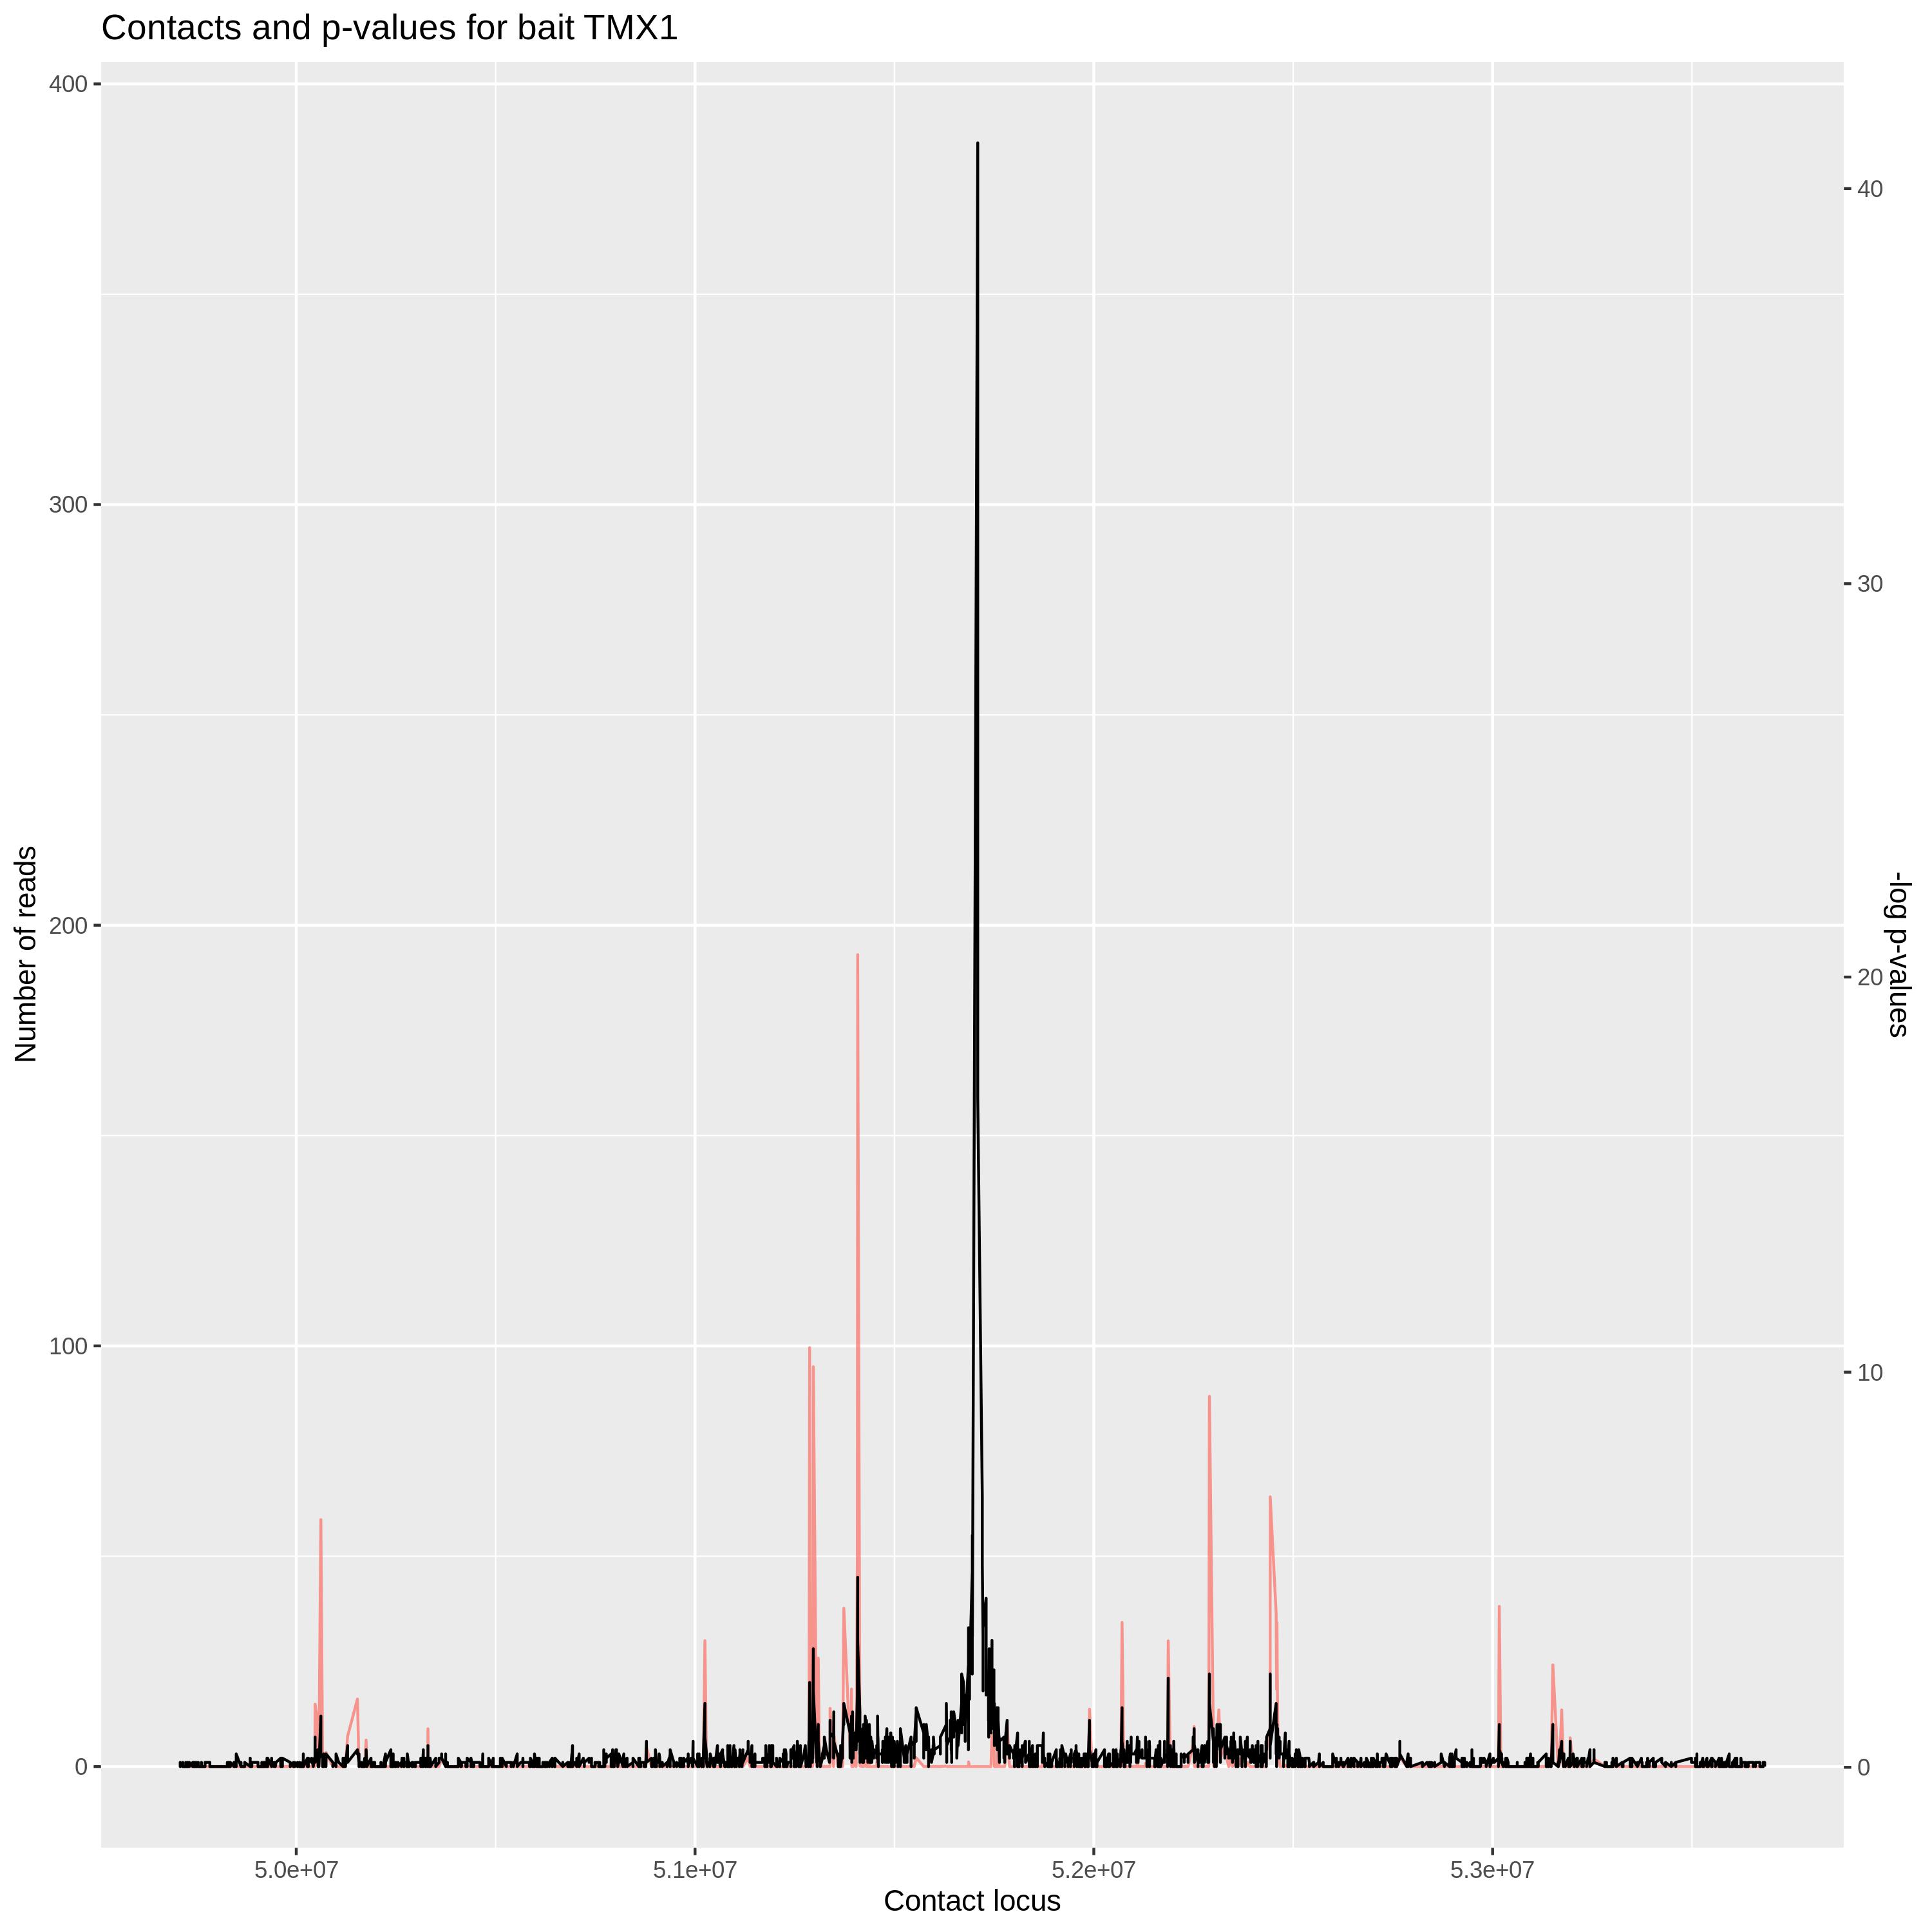 Contacts and p-values for bait TMX1
400
300
200
100
0
Number of reads
40
30
20
10
0
-log p-values
5.0e+07
5.1e+07
5.2e+07
5.3e+07
Contact locus